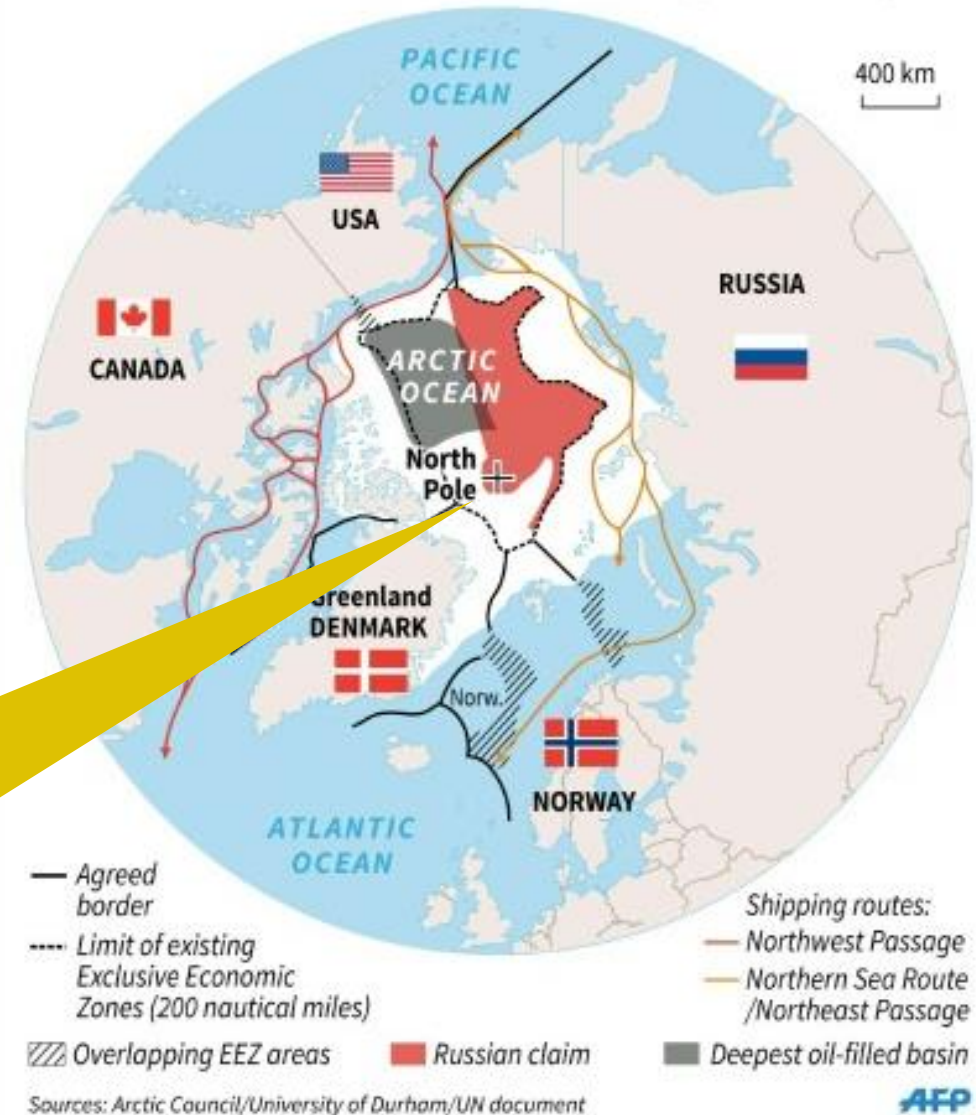 PACIFIC
OCEAN
400 km
USA
RUSSIA
CANADA
ARCTIC
OCEAN
North
Pole
Greenland
DENMARK
Norw.
NORWAY
ATLANTIC
OCEAN
Agreed
border
Limit of existing
Exclusive Economic
Zones (200 nautical miles)
Shipping routes:
Northwest Passage
Northern Sea Route
/Northeast Passage
Overlapping EEZ areas
Russian claim
Deepest oil-filled basin
Sources: Arctic Council/University of Durham/UN document
AFP